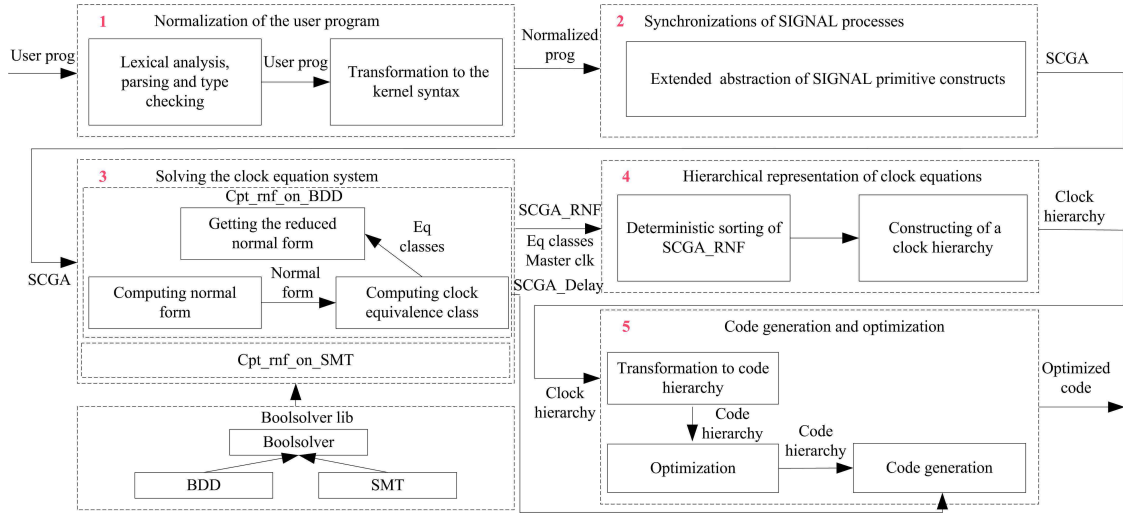 1 Normalization of the user program
User prog
Lexical analysis,
parsing and type
checking
User prog
Transformation to the
kernel syntax
Normalized
prog
2 Synchronizations of SIGNAL processes
Extended abstraction of SIGNAL primitive constructs
SCGA
3 Solving the clock equation system
Cpt_rnf_on_BDD
Getting the reduced
normal form
Eq
classes
SCGA
Computing normal
form
Normal
form
Computing clock
equivalence class
Cpt_rnf_on_SMT
SCGA_RNF
Eq classes
Master clk
SCGA_Delay
4 Hierarchical representation of clock equations
Deterministic sorting of
SCGA_RNF
Constructing of a
clock hierarchy
Clock
hierarchy
Boolsolver lib
Boolsolver
BDD
SMT
5 Code generation and optimization
Clock
hierarchy
Transformation to code
hierarchy
Code
hierarchy
Optimization
Code
hierarchy
Code generation
Optimized
code